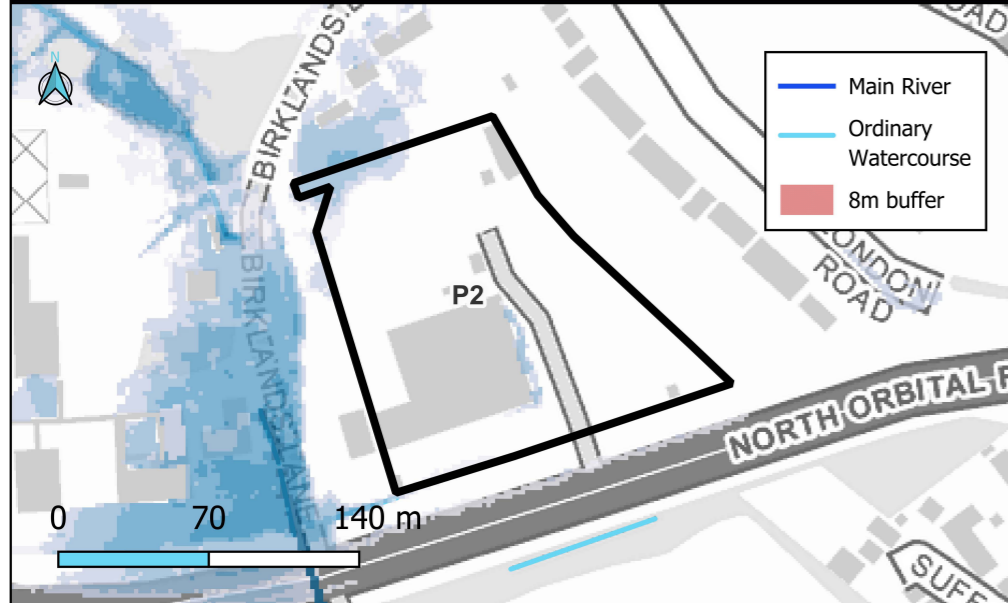 N
BIRKLANDS
ROAD
Main River
Ordinary
Watercourse
8m buffer
BIRKLANDS LANE
LONDON
ROAD
P2
NORTH ORBITAL
0 70 140 m
SUFF